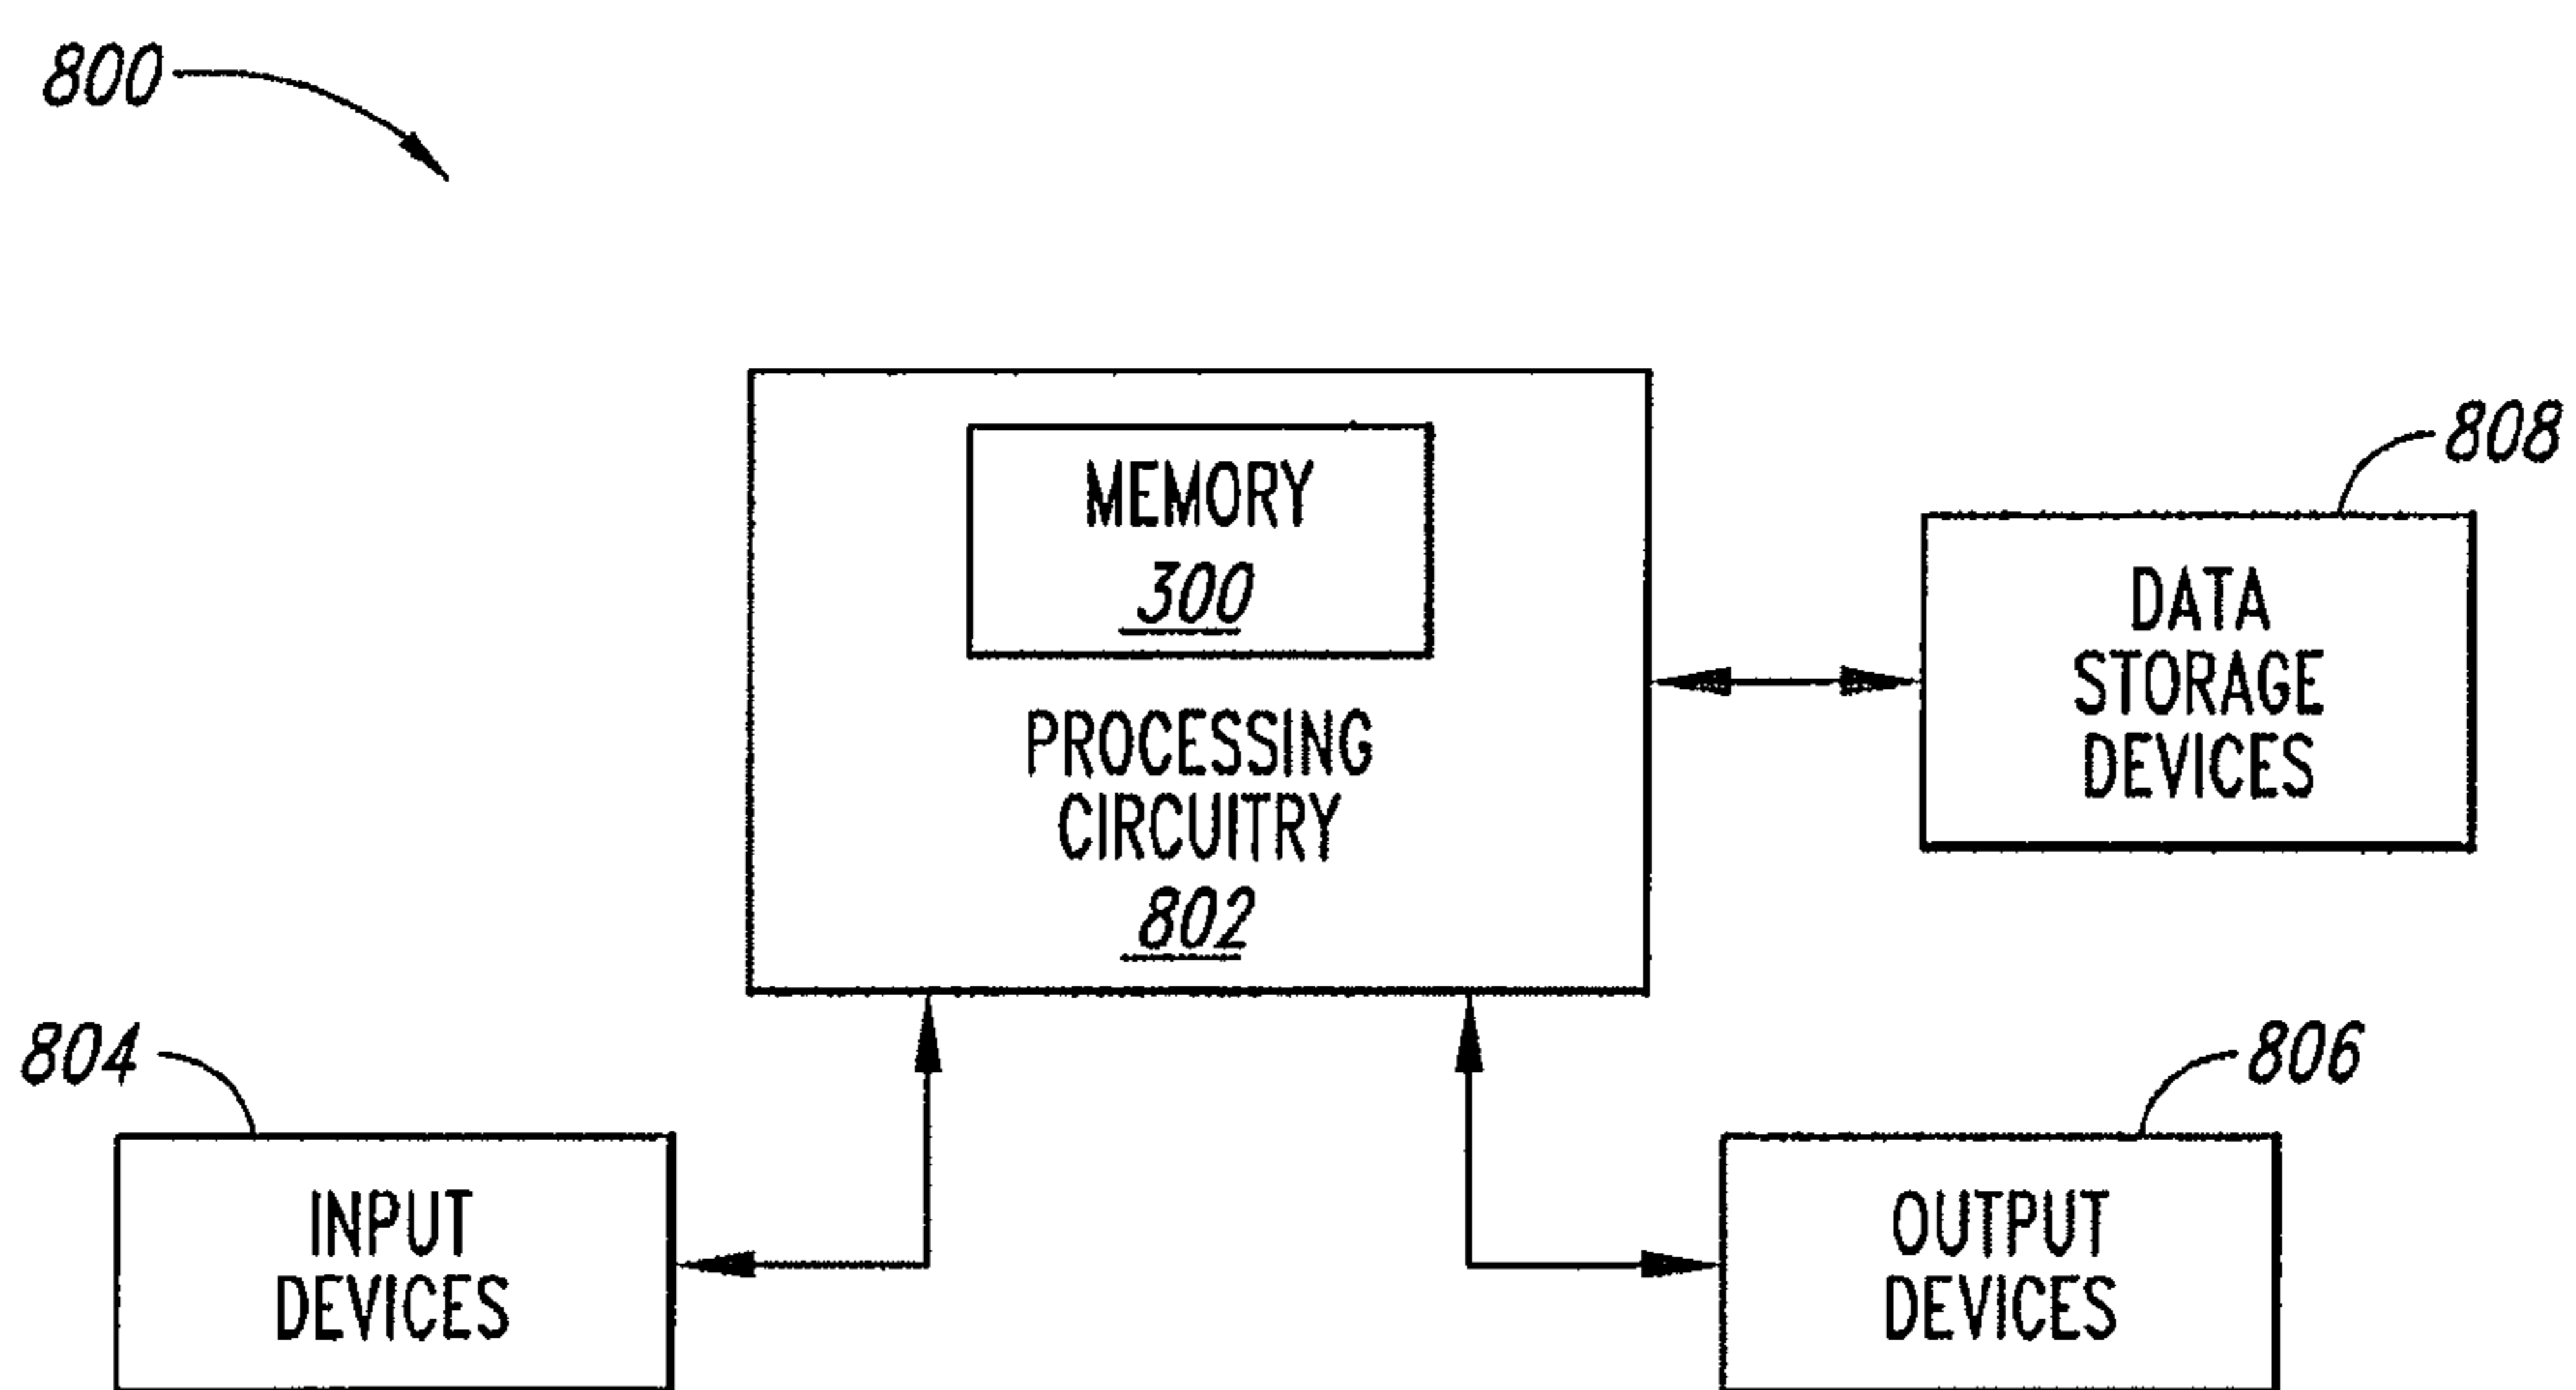 800
MEMORY
300
PROCESSING
CIRCUITRY
802
808
DATA
STORAGE
DEVICES
804
INPUT
DEVICES
806
OUTPUT
DEVICES